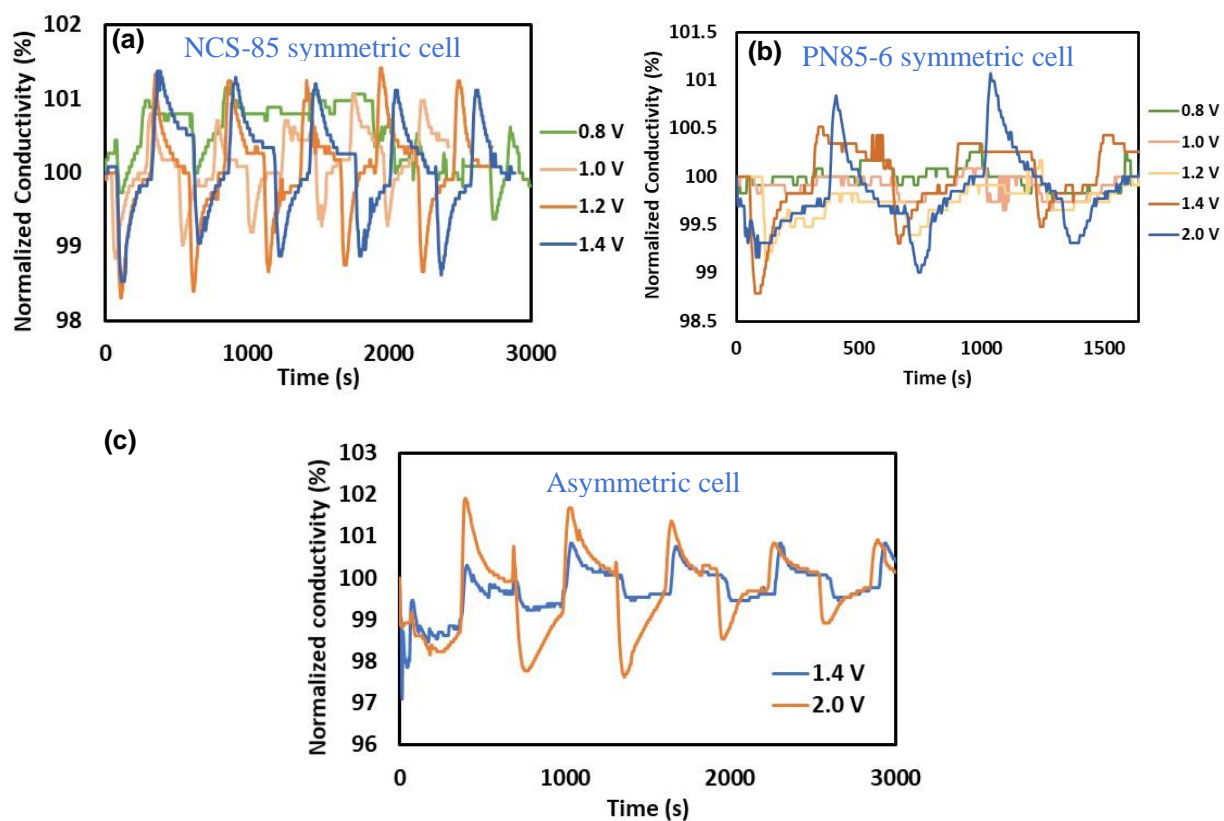 (a)
NCS-85 symmetric cell
Normalized Conductivity (%)
102
101
100
99
98
0
1000
2000
3000
Time (s)
0.8 V
1.0 V
1.2 V
1.4 V
(b)
PN85-6 symmetric cell
Normalized Conductivity (%)
101.5
101
100.5
100
99.5
99
98.5
0
500
1000
1500
Time (s)
0.8 V
1.0 V
1.2 V
1.4 V
2.0 V
(c)
Asymmetric cell
Normalized conductivity (%)
103
102
101
100
99
98
97
96
0
1000
2000
3000
Time (s)
1.4 V
2.0 V